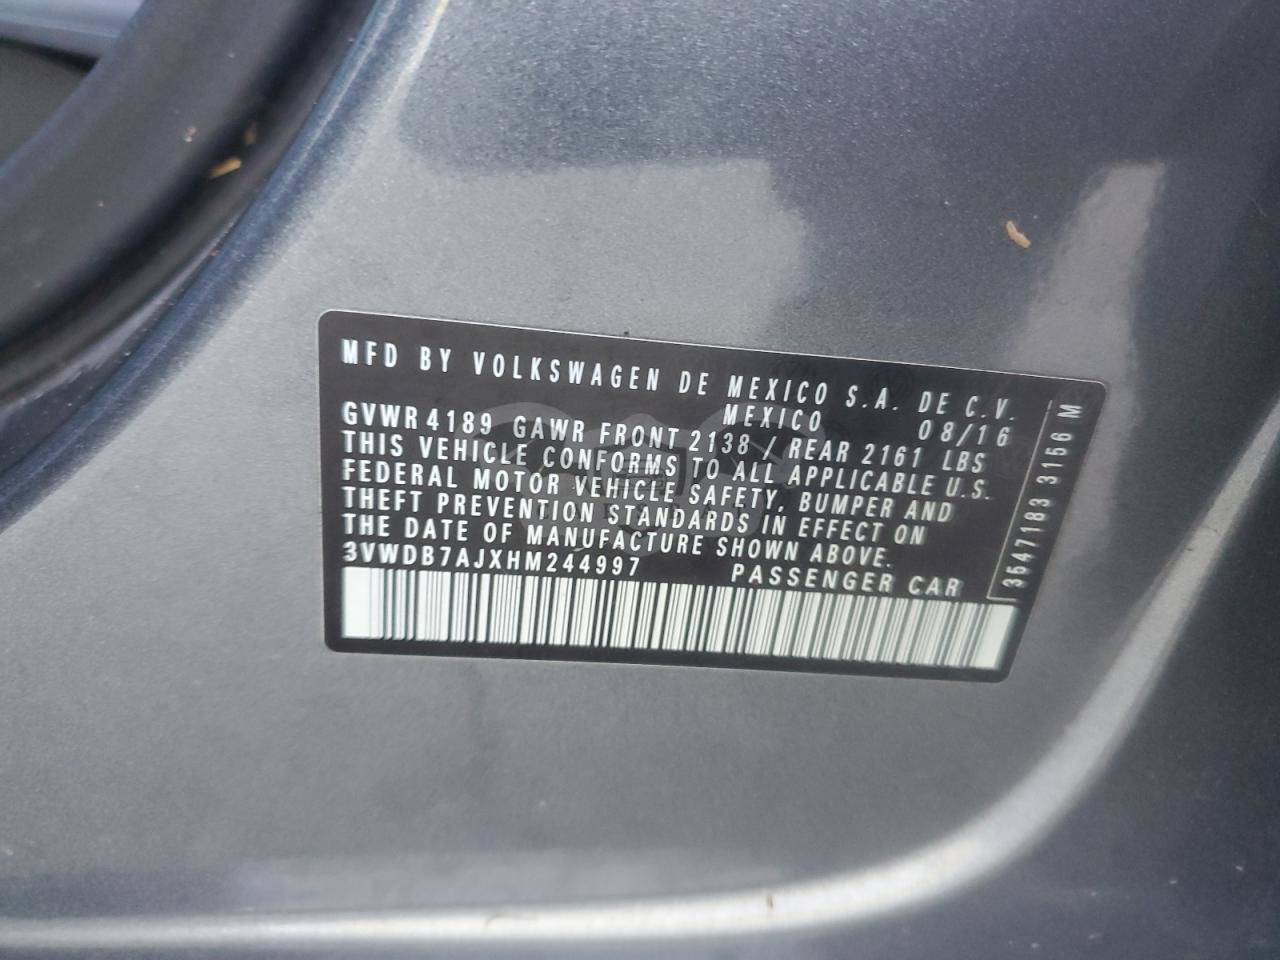 MFD BY VOLKSWAGEN DE MEXICO S.A. DE C.V.
MEXICO 08/16
GVWR 4189 GAWR FRONT 2138 / REAR 2161 LBS
THIS VEHICLE CONFORMS TO ALL APPLICABLE U.S.
FEDERAL MOTOR VEHICLE SAFETY, BUMPER AND
THEFT PREVENTION STANDARDS IN EFFECT ON
THE DATE OF MANUFACTURE SHOWN ABOVE.
3VWDB7AJXHM244997 PASSENGER CAR
3547183 3156 M